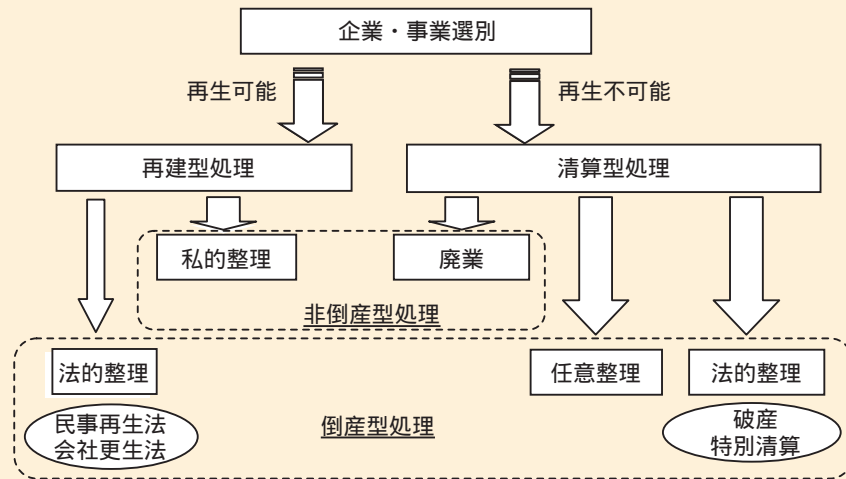 企業・事業選別
再生可能
再生不可能
再建型処理
清算型処理
私的整理
廃業
非倒産型処理
法的整理
任意整理
法的整理
民事再生法
会社更生法
倒産型処理
破産
特別清算